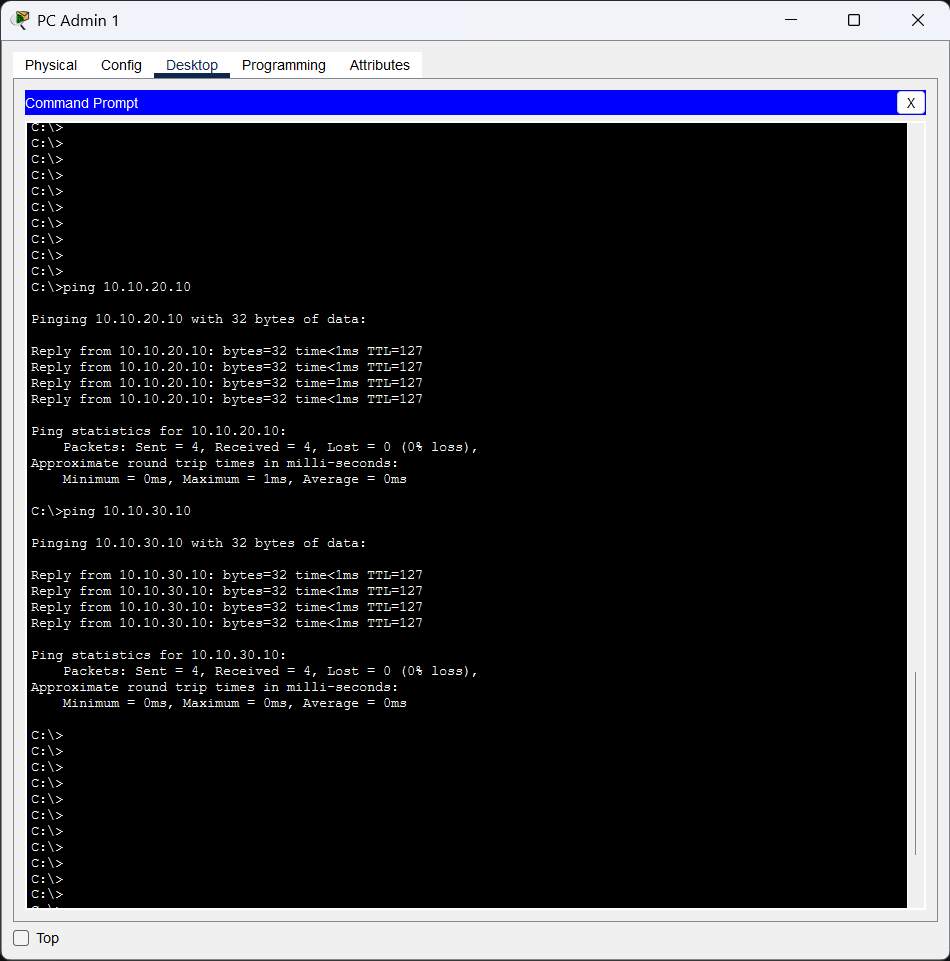 PC Admin 1
Physical Config Desktop Programming Attributes
Command Prompt X
C:\>
C:\>
C:\>
C:\>
C:\>
C:\>
C:\>
C:\>
C:\>
C:\>
C:\>ping 10.10.20.10
Pinging 10.10.20.10 with 32 bytes of data:
Reply from 10.10.20.10: bytes=32 time<1ms TTL=127
Reply from 10.10.20.10: bytes=32 time<1ms TTL=127
Reply from 10.10.20.10: bytes=32 time=1ms TTL=127
Reply from 10.10.20.10: bytes=32 time<1ms TTL=127
Ping statistics for 10.10.20.10:
Packets: Sent = 4, Received = 4, Lost = 0 (0% loss),
Approximate round trip times in milli-seconds:
Minimum = 0ms, Maximum = 1ms, Average = 0ms
C:\>ping 10.10.30.10
Pinging 10.10.30.10 with 32 bytes of data:
Reply from 10.10.30.10: bytes=32 time<1ms TTL=127
Reply from 10.10.30.10: bytes=32 time<1ms TTL=127
Reply from 10.10.30.10: bytes=32 time<1ms TTL=127
Reply from 10.10.30.10: bytes=32 time<1ms TTL=127
Ping statistics for 10.10.30.10:
Packets: Sent = 4, Received = 4, Lost = 0 (0% loss),
Approximate round trip times in milli-seconds:
Minimum = 0ms, Maximum = 0ms, Average = 0ms
C:\>
C:\>
C:\>
C:\>
C:\>
C:\>
C:\>
C:\>
C:\>
C:\>
C:\>
Top